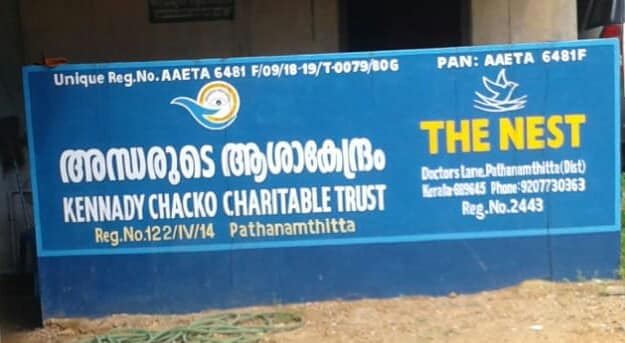 Unique Reg.No. AAETA 6481 F/09/18-19/T-0079/80G
PAN: AAETA 6481F
അന്ധരുടെ ആശാകേന്ദ്രം
KENNADY CHACKO CHARITABLE TRUST
Reg.No.122/IV/14 Pathanamthitta
THE NEST
Doctors Lane, Pathanamthitta (Dist)
Kerala-689645 Phone: 9207730363
Reg.No.2443